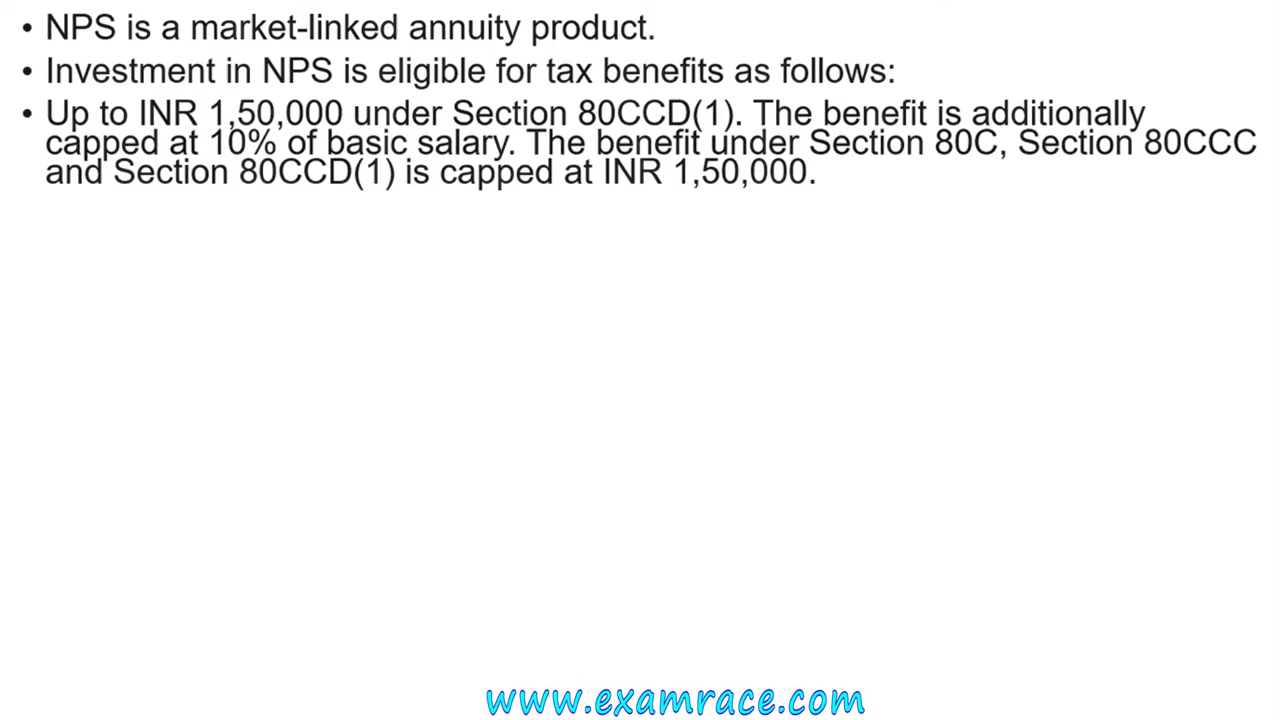 • NPS is a market-linked annuity product.
• Investment in NPS is eligible for tax benefits as follows:
• Up to INR 1,50,000 under Section 80CCD(1). The benefit is additionally
capped at 10% of basic salary. The benefit under Section 80C, Section 80CCC
and Section 80CCD(1) is capped at INR 1,50,000.
www.examrace.com